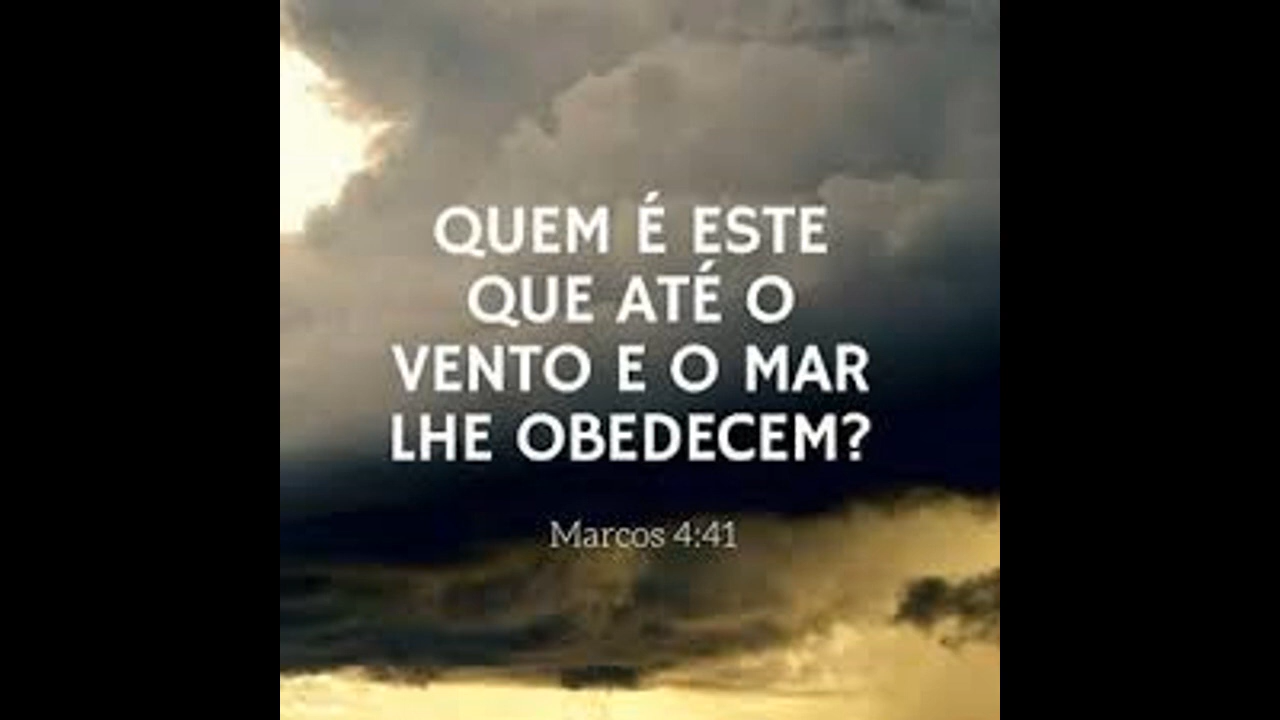 QUEM É ESTE
QUE ATÉ O
VENTO E O MAR
LHE OBEDECEM?
Marcos 4:41